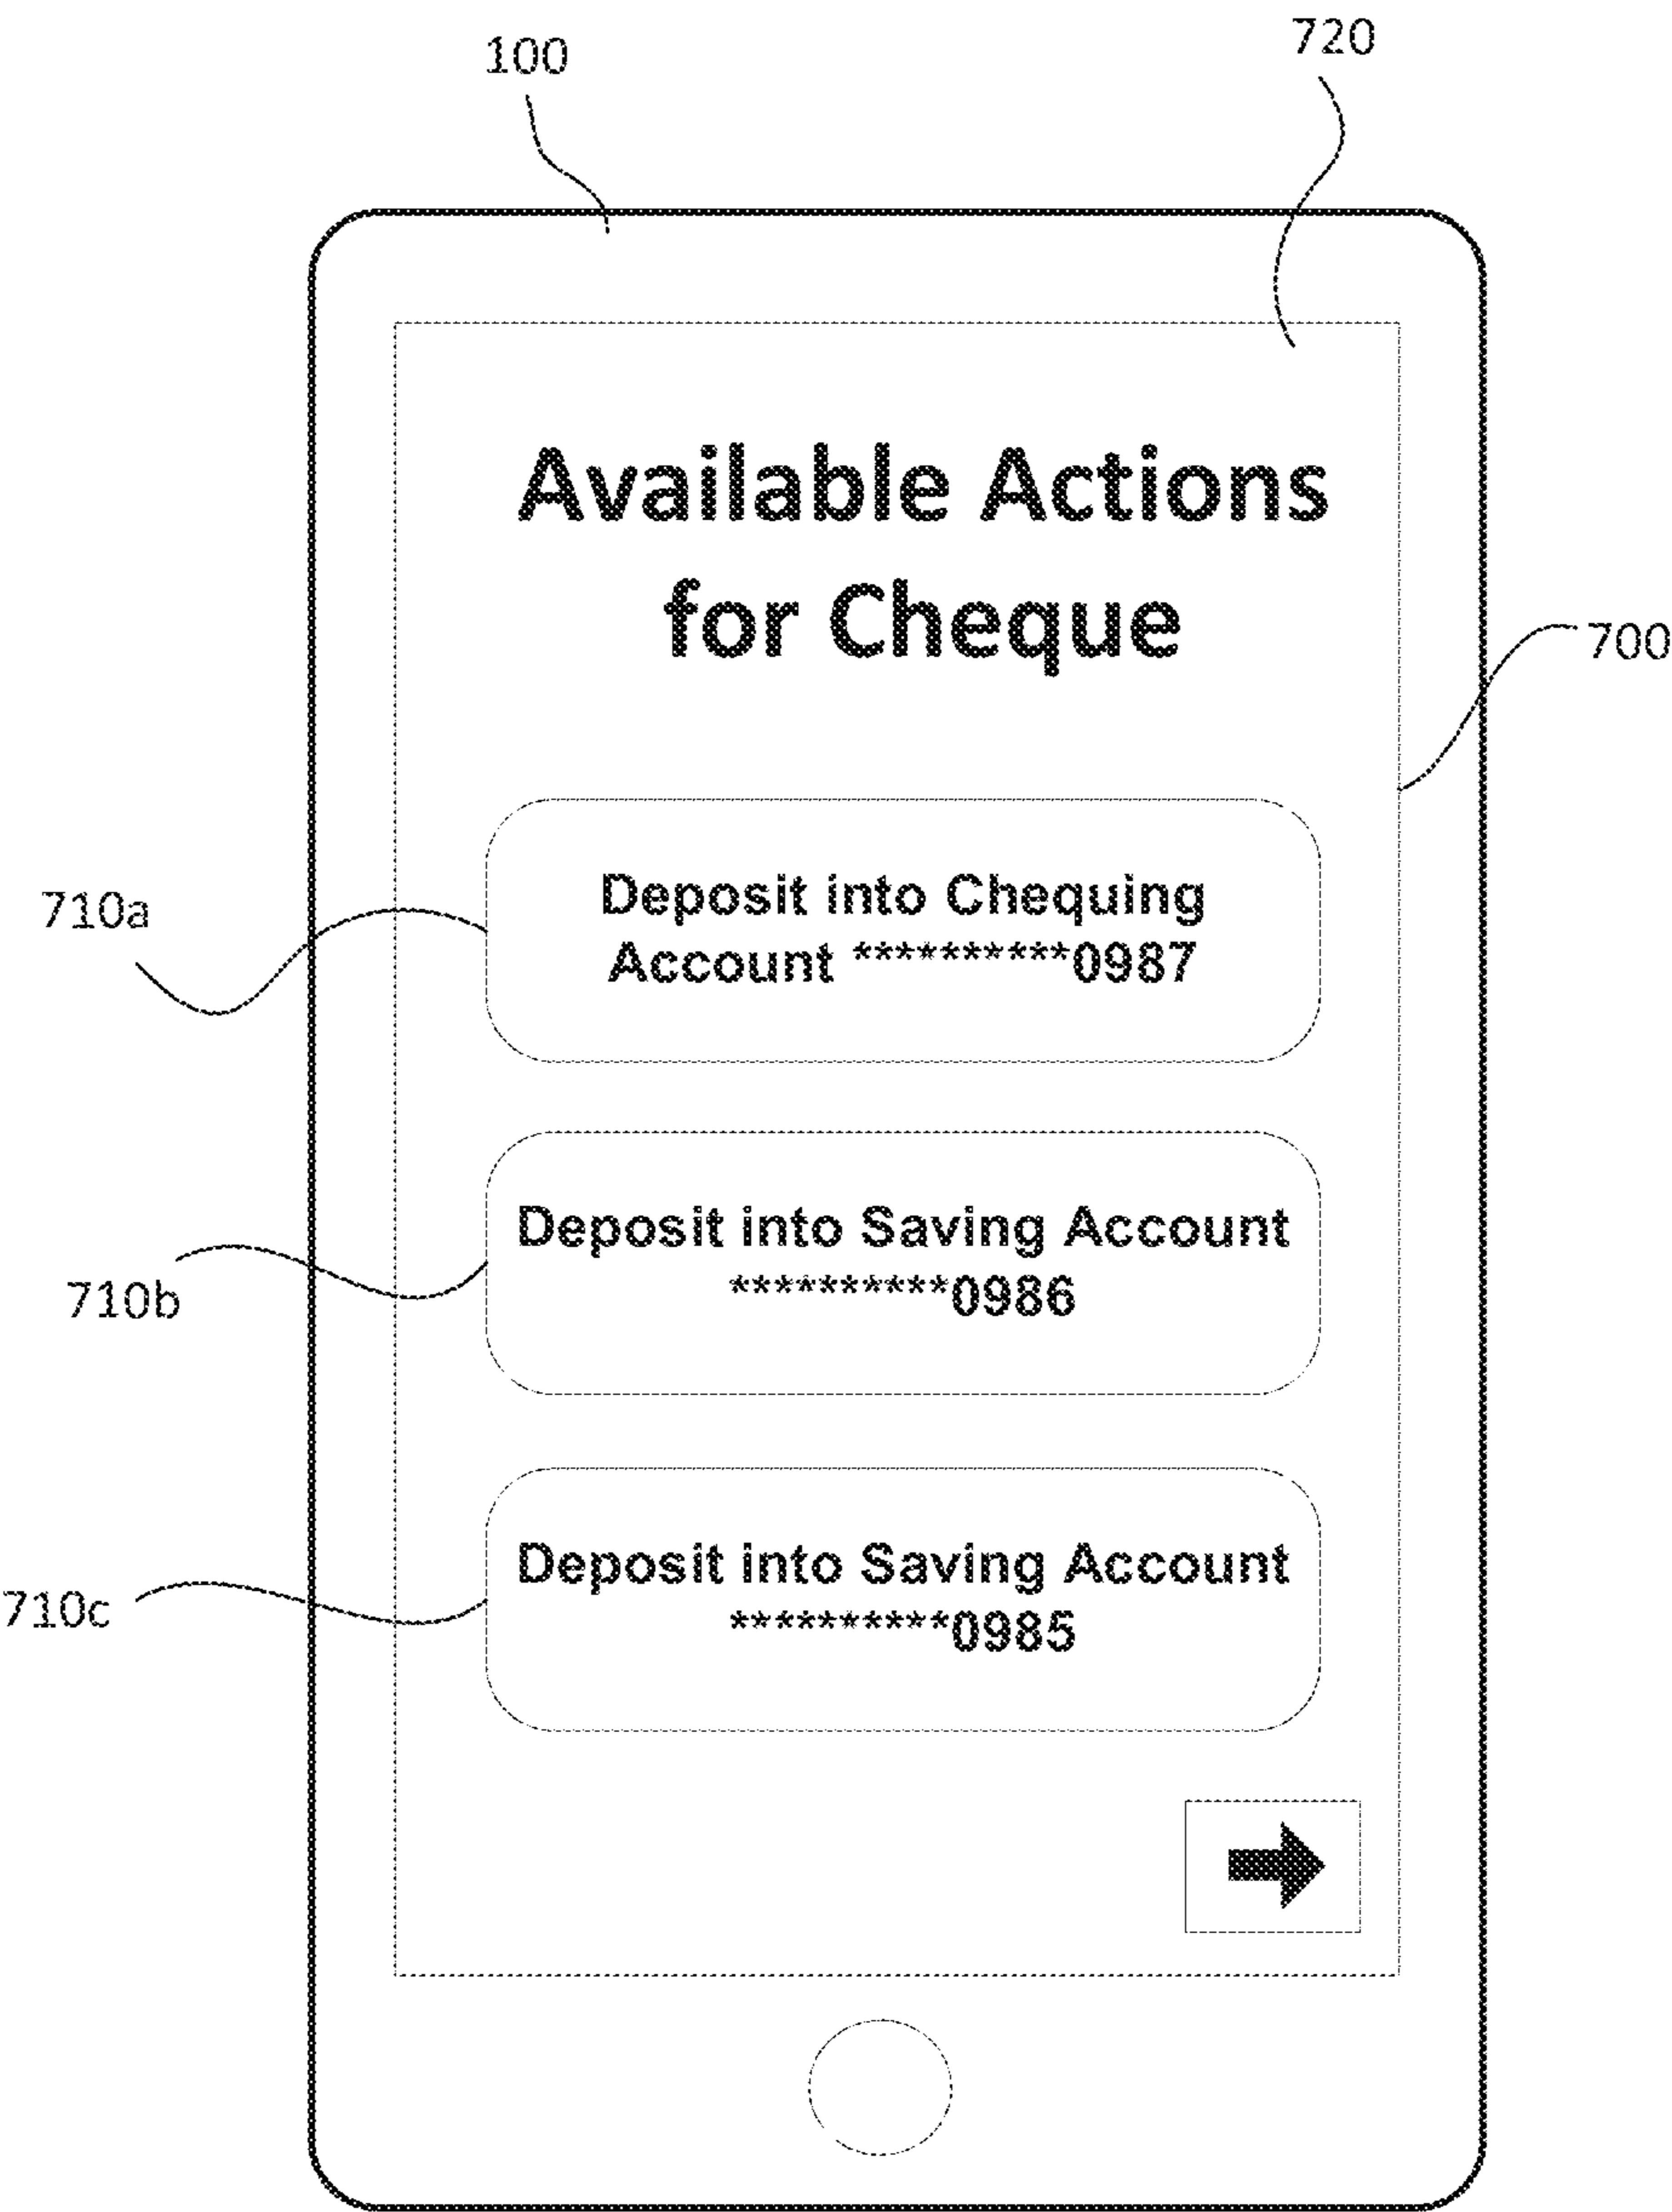 100
720
Available Actions
for Cheque
700
710a
Deposit into Chequing
Account **********0987
710b
Deposit into Saving Account
**********0986
710c
Deposit into Saving Account
**********0985